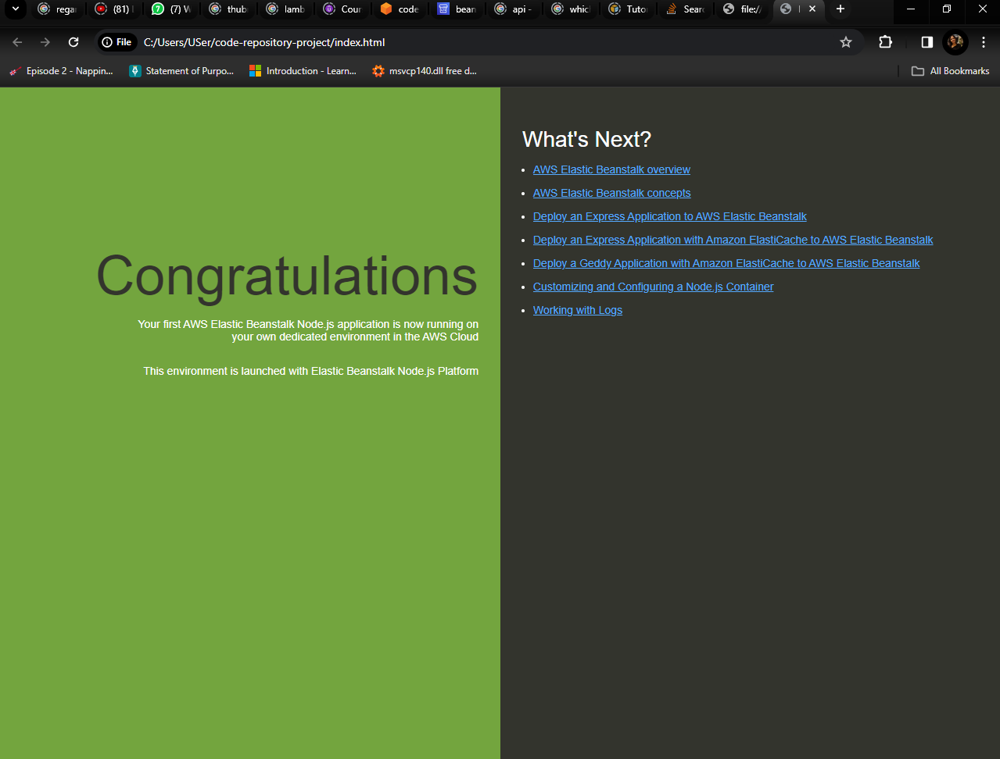 rega
(81)
(7) W
thub
lamb
Cour
code
bean
api -
whic
Tuto
Searc
file:/
File
C:/Users/USer/code-repository-project/index.html
Episode 2 - Nappin...
Statement of Purpo...
Introduction - Learn...
msvcp140.dll free d...
All Bookmarks
Congratulations
Your first AWS Elastic Beanstalk Node.js application is now running on
your own dedicated environment in the AWS Cloud
This environment is launched with Elastic Beanstalk Node.js Platform
What's Next?
AWS Elastic Beanstalk overview
AWS Elastic Beanstalk concepts
Deploy an Express Application to AWS Elastic Beanstalk
Deploy an Express Application with Amazon ElastiCache to AWS Elastic Beanstalk
Deploy a Geddy Application with Amazon ElastiCache to AWS Elastic Beanstalk
Customizing and Configuring a Node.js Container
Working with Logs